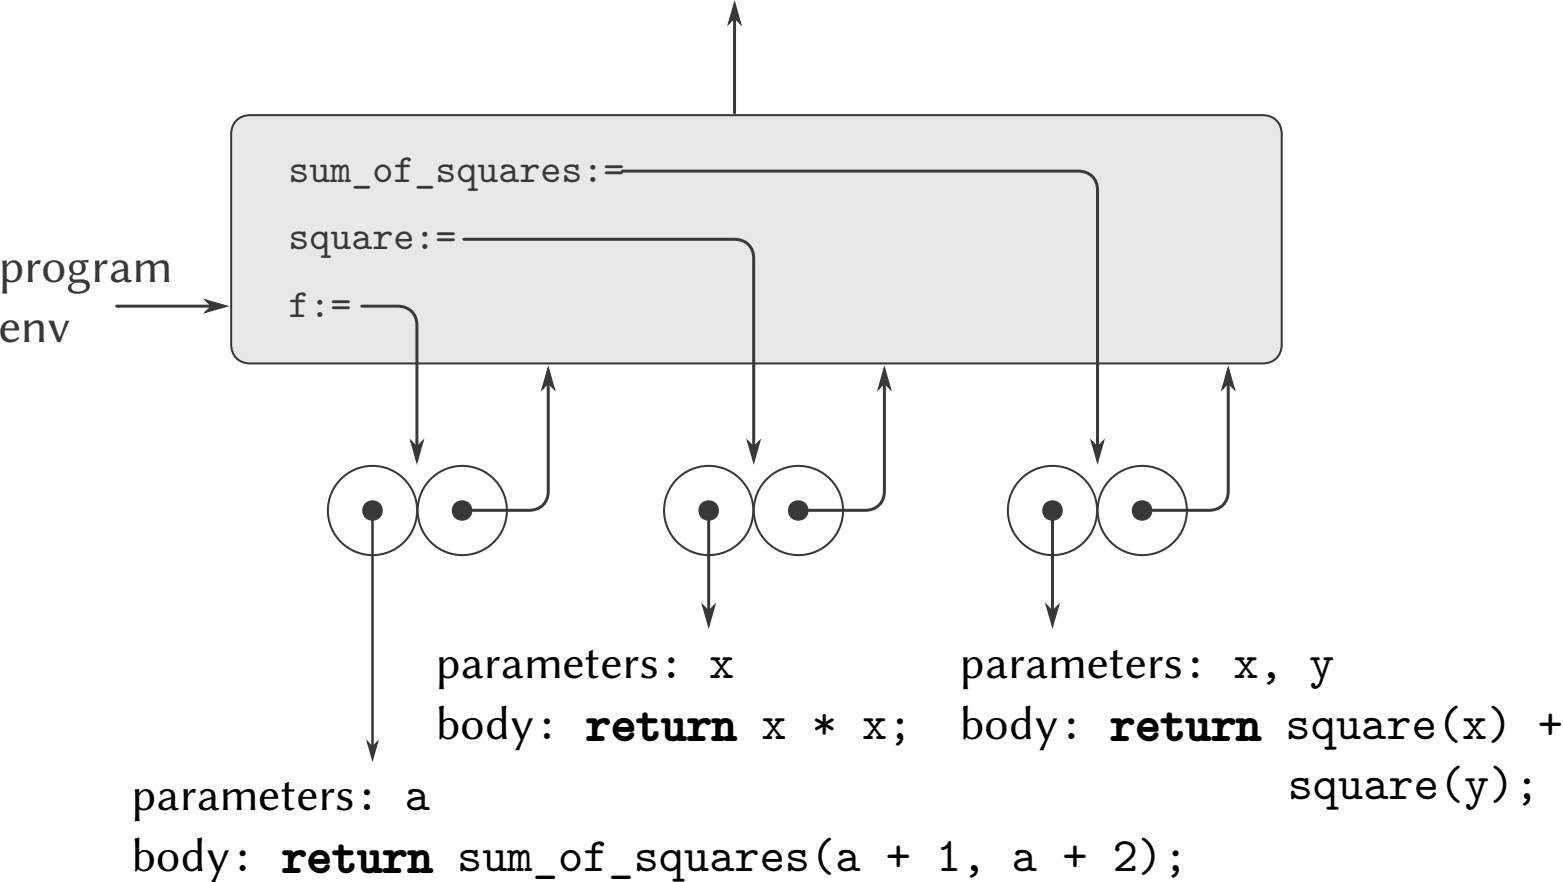 sum_of_squares:=
square:=
f:=
program
env
parameters: x
body: return x * x;
parameters: x, y
body: return square(x) +
square(y);
parameters: a
body: return sum_of_squares(a + 1, a + 2);